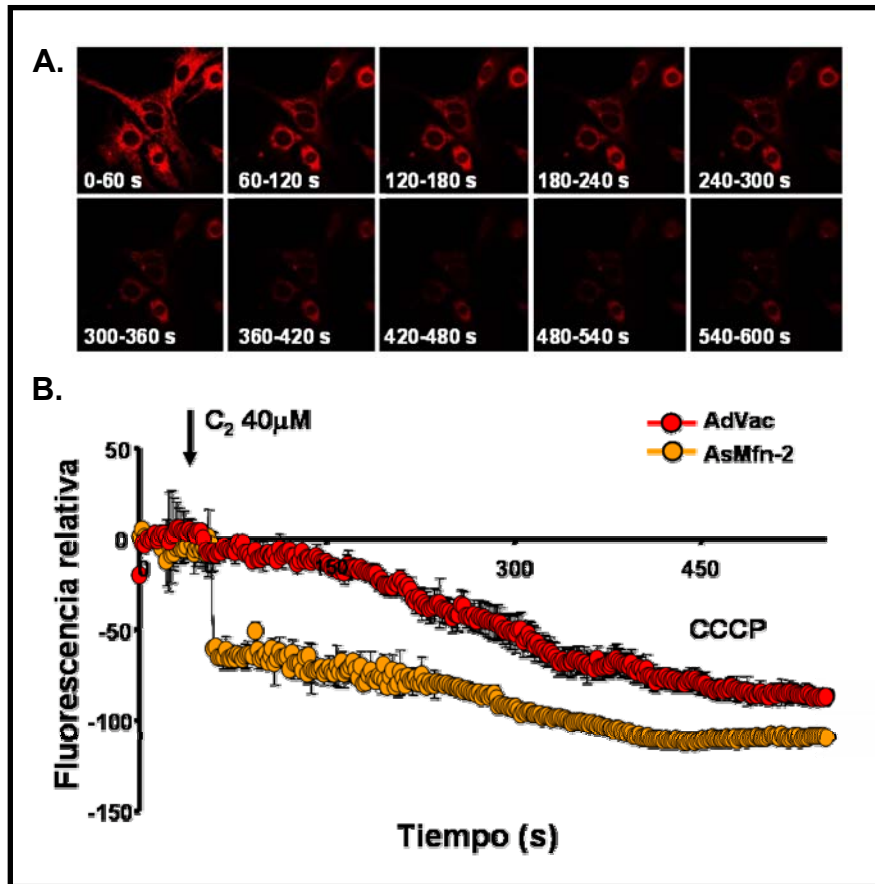 A.
0-60 s
60-120 s
120-180 s
180-240 s
240-300 s
300-360 s
360-420 s
420-480 s
480-540 s
540-600 s
B.
C₂ 40µM
AdVac
AsMfn-2
50
0
-50
-100
-150
0
150
300
450
CCCP
Fluorescencia relativa
Tiempo (s)